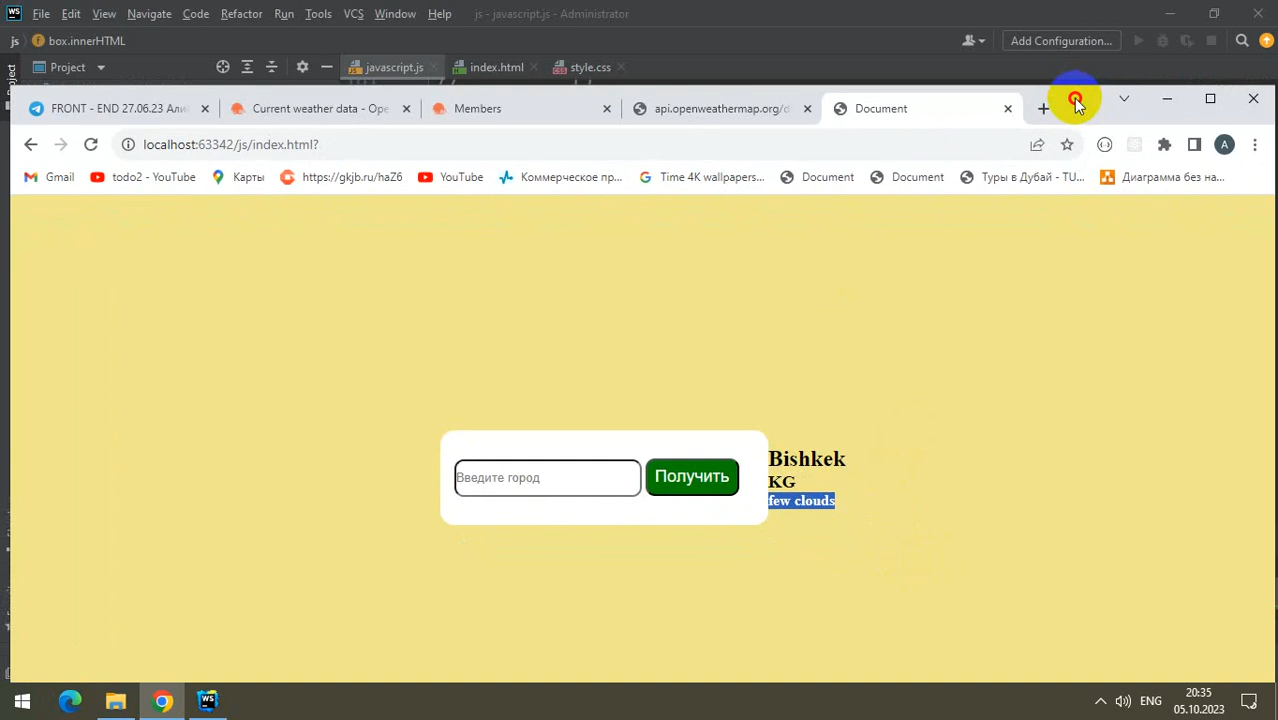 WS File Edit View Navigate Code Refactor Run Tools VCS Window Help js - javascript.js - Administrator
js box.innerHTML Add Configuration...
Project Project javascript.js index.html style.css
FRONT - END 27.06.23 Али Current weather data - Ope Members api.openweathermap.org/d Document
localhost:63342/js/index.html? A
Gmail todo2 - YouTube Карты https://gkjb.ru/haZ6 YouTube Коммерческое пр... Time 4K wallpapers... Document Document Туры в Дубай - TU... Диаграмма без на...
Bishkek
Введите город Получить KG
few clouds
WS ENG 20:35
05.10.2023